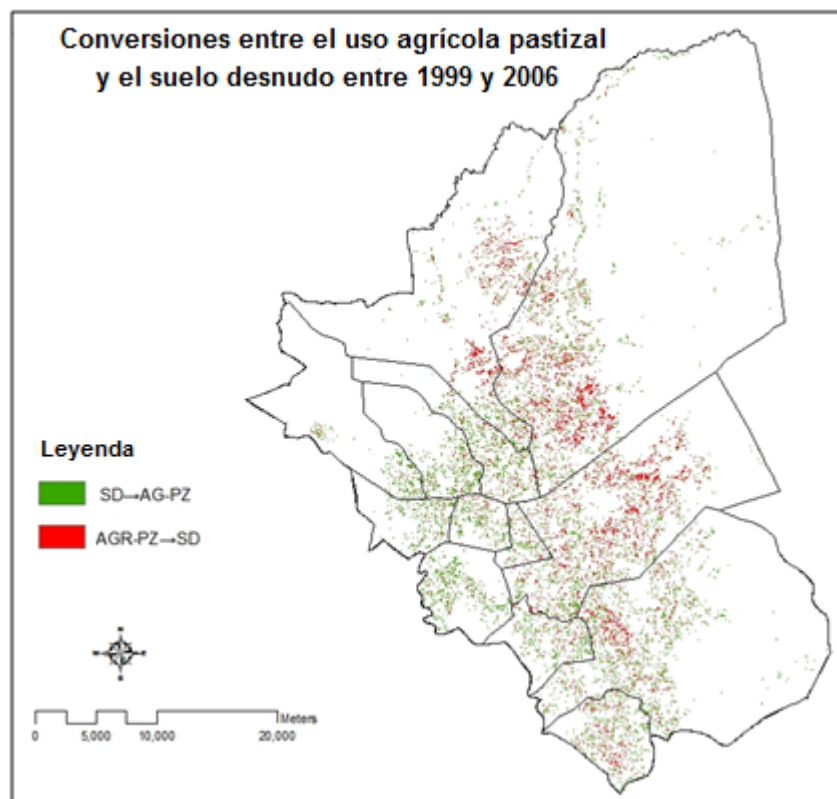 Conversiones entre el uso agrícola pastizal
y el suelo desnudo entre 1999 y 2006
Leyenda
SD→AG-PZ
AGR-PZ→SD
Meters
0 5,000 10,000 20,000